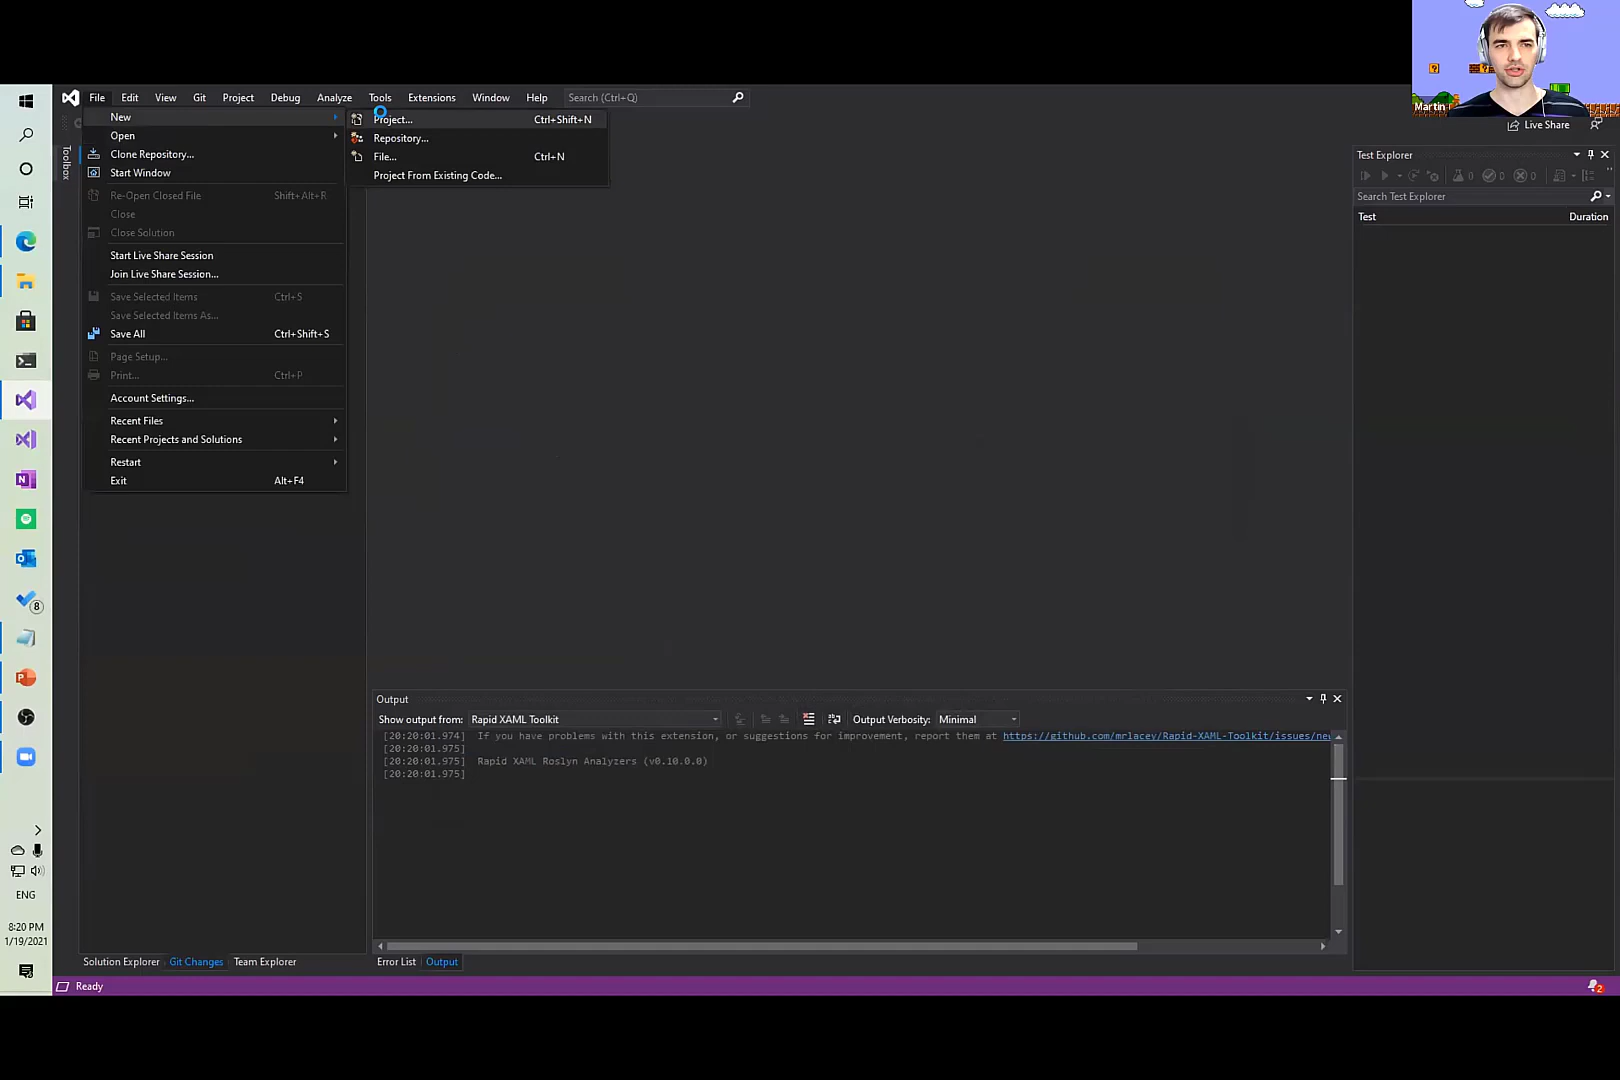 Martin
File Edit View Git Project Debug Analyze Tools Extensions Window Help Search (Ctrl+Q)
Live Share
New
Open
Clone Repository...
Start Window
Re-Open Closed File Shift+Alt+R
Close
Close Solution
Start Live Share Session
Join Live Share Session...
Save Selected Items Ctrl+S
Save Selected Items As...
Save All Ctrl+Shift+S
Page Setup...
Print... Ctrl+P
Account Settings...
Recent Files
Recent Projects and Solutions
Restart
Exit Alt+F4
Project... Ctrl+Shift+N
Repository...
File... Ctrl+N
Project From Existing Code...
Toolbox
Test Explorer
0 0 0
Search Test Explorer
Test Duration
Output
Show output from: Rapid XAML Toolkit Output Verbosity: Minimal
[20:20:01.974] If you have problems with this extension, or suggestions for improvement, report them at https://github.com/mrlacey/Rapid-XAML-Toolkit/issues/new
[20:20:01.975]
[20:20:01.975] Rapid XAML Roslyn Analyzers (v0.10.0.0)
[20:20:01.975]
Solution Explorer Git Changes Team Explorer
Error List Output
Ready
2
8
ENG
8:20 PM
1/19/2021